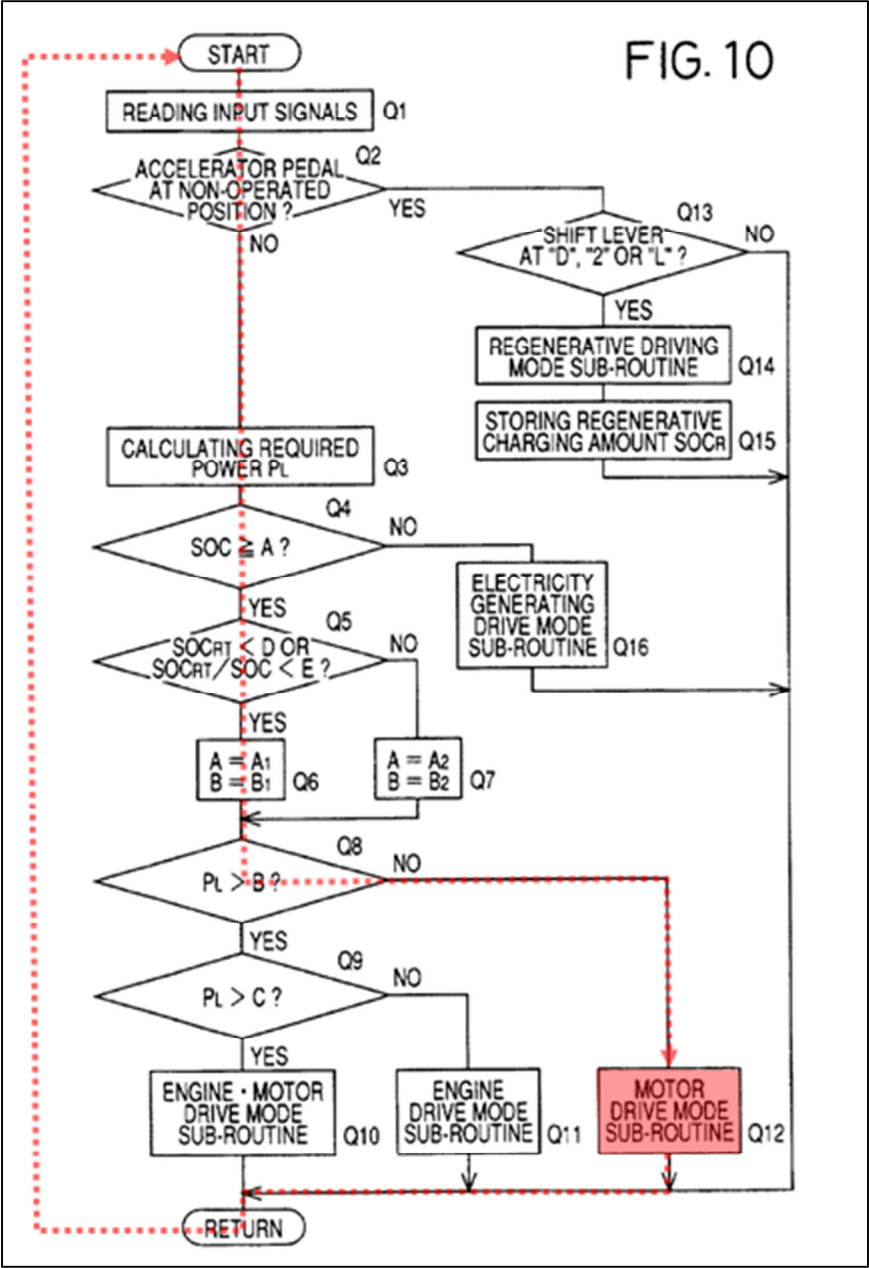 FIG. 10
START
READING INPUT SIGNALS Q1
Q2
ACCELERATOR PEDAL
AT NON-OPERATED
POSITION ?
YES
NO
Q13
SHIFT LEVER
AT "D", "2" OR "L" ?
NO
YES
REGENERATIVE DRIVING
MODE SUB-ROUTINE Q14
STORING REGENERATIVE
CHARGING AMOUNT SOCR Q15
CALCULATING REQUIRED
POWER PL Q3
Q4
SOC ≧ A ?
NO
YES
ELECTRICITY
GENERATING
DRIVE MODE
SUB-ROUTINE Q16
Q5
SOCRT < D OR
SOCRT/SOC < E ?
NO
YES
A = A1
B = B1 Q6
A = A2
B = B2 Q7
Q8
PL > B ?
NO
YES
Q9
PL > C ?
NO
YES
ENGINE · MOTOR
DRIVE MODE
SUB-ROUTINE Q10
ENGINE
DRIVE MODE
SUB-ROUTINE Q11
MOTOR
DRIVE MODE
SUB-ROUTINE Q12
RETURN